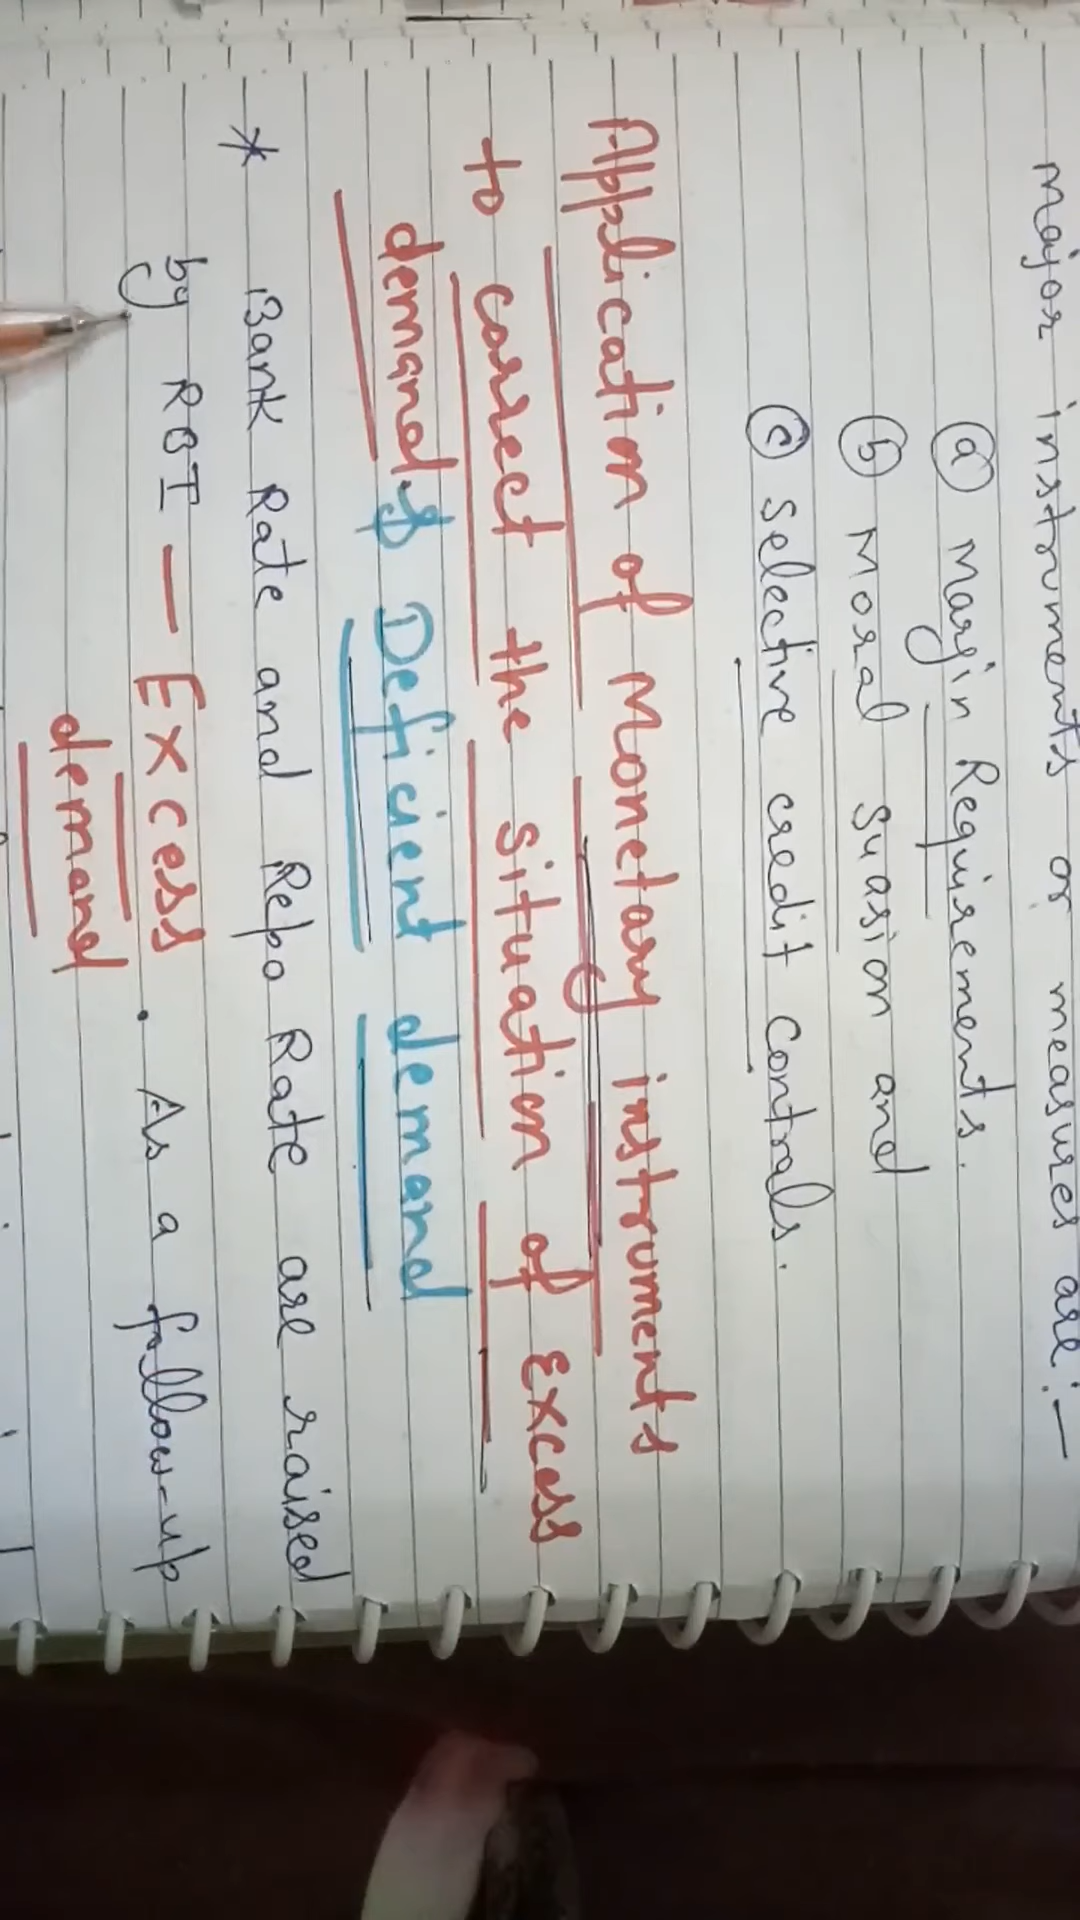 major instruments or measures are:—
(a) Margin Requirements.
(b) Moral Suasion and
(c) Selective credit Controls.
Application of Monetary instruments
to correct the situation of Excess
demand & Deficient demand
* Bank Rate and Repo Rate are raised
by RBI — Excess . As a follow-up
demand